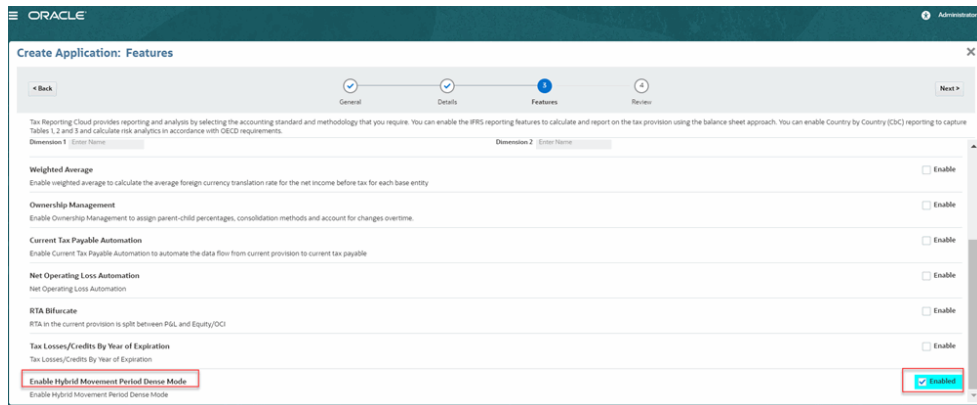 ORACLE
Administrator
Create Application: Features
< Back
General
Details
3
Features
4
Review
Next >
Tax Reporting Cloud provides reporting and analysis by selecting the accounting standard and methodology that you require. You can enable the IFRS reporting features to calculate and report on the tax provision using the balance sheet approach. You can enable Country by Country (CbC) reporting to capture
Tables 1, 2 and 3 and calculate risk analytics in accordance with OECD requirements.
Dimension 1 Enter Name
Dimension 2 Enter Name
Weighted Average
Enable
Enable weighted average to calculate the average foreign currency translation rate for the net income before tax for each base entity
Ownership Management
Enable
Enable Ownership Management to assign parent-child percentages, consolidation methods and account for changes overtime.
Current Tax Payable Automation
Enable
Enable Current Tax Payable Automation to automate the data flow from current provision to current tax payable
Net Operating Loss Automation
Enable
Net Operating Loss Automation
RTA Bifurcate
Enable
RTA in the current provision is split between P&L and Equity/OCI
Tax Losses/Credits By Year of Expiration
Enable
Tax Losses/Credits By Year of Expiration
Enable Hybrid Movement Period Dense Mode
Enabled
Enable Hybrid Movement Period Dense Mode